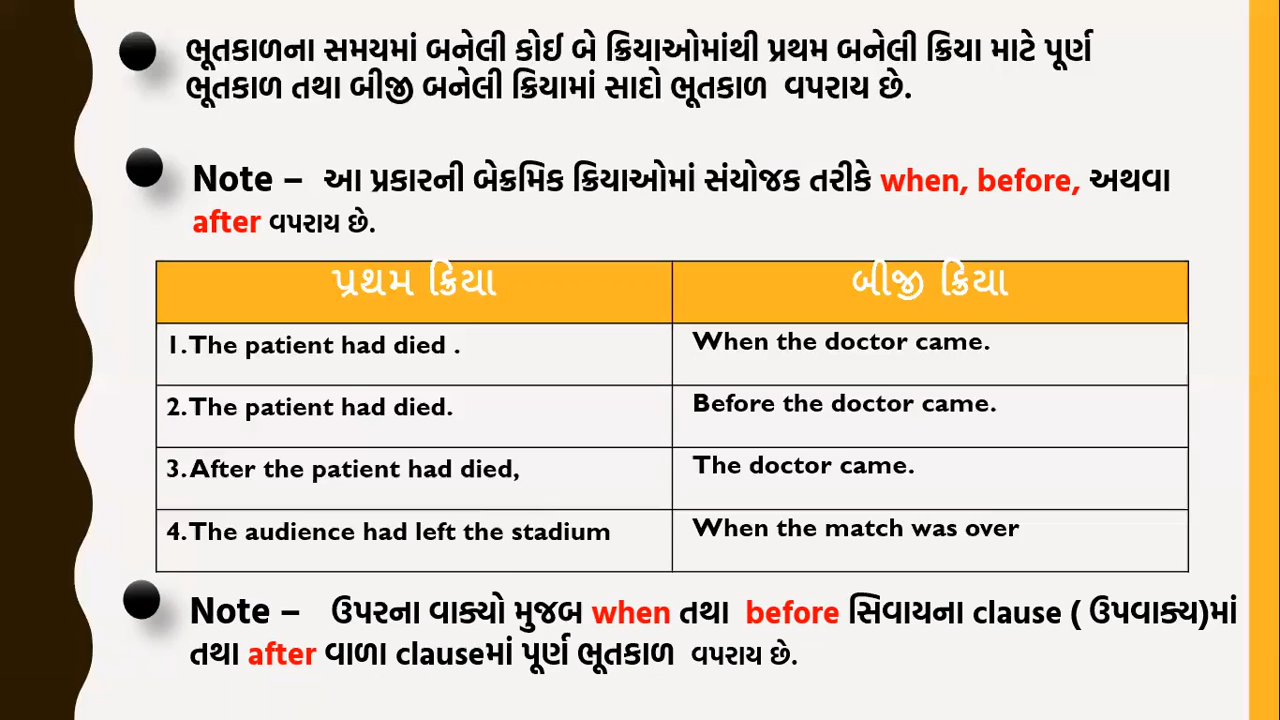 ભૂતકાળના સમયમાં બનેલી કોઈ બે ક્રિયાઓમાંથી પ્રથમ બનેલી ક્રિયા માટે પૂર્ણ
ભૂતકાળ તથા બીજી બનેલી ક્રિયામાં સાદો ભૂતકાળ વપરાય છે.
Note – આ પ્રકારની બેક્રમિક ક્રિયાઓમાં સંયોજક તરીકે when, before, અથવા
after વપરાય છે.
પ્રથમ ક્રિયા બીજી ક્રિયા
1.The patient had died . When the doctor came.
2.The patient had died. Before the doctor came.
3.After the patient had died, The doctor came.
4.The audience had left the stadium When the match was over
Note – ઉપરના વાક્યો મુજબ when તથા before સિવાયના clause ( ઉપવાક્ય)માં
તથા after વાળા clauseમાં પૂર્ણ ભૂતકાળ વપરાય છે.